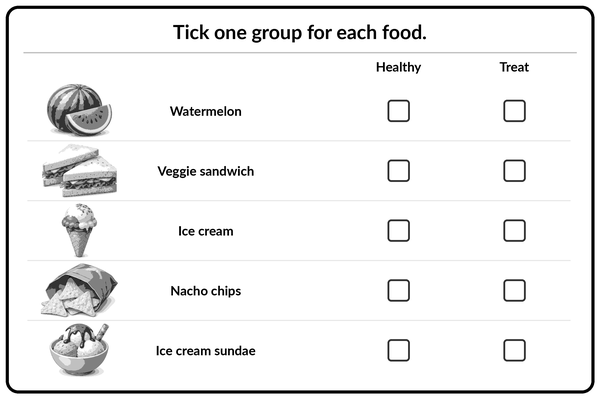 Tick one group for each food.
Healthy Treat
Watermelon
Veggie sandwich
Ice cream
Nacho chips
Ice cream sundae